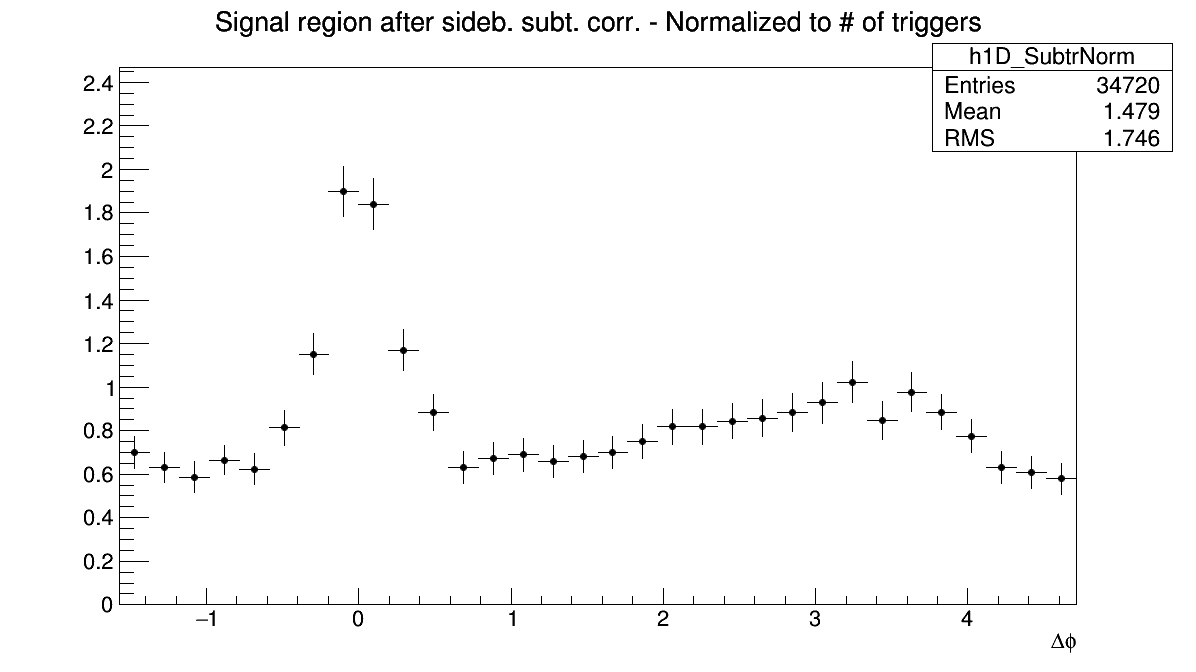 Signal region after sideb. subt. corr. - Normalized to # of triggers
h1D_SubtrNorm
Entries 34720
Mean 1.479
RMS 1.746
2.4
2.2
2
1.8
1.6
1.4
1.2
1
0.8
0.6
0.4
0.2
0
−1 0 1 2 3 4
Δϕ